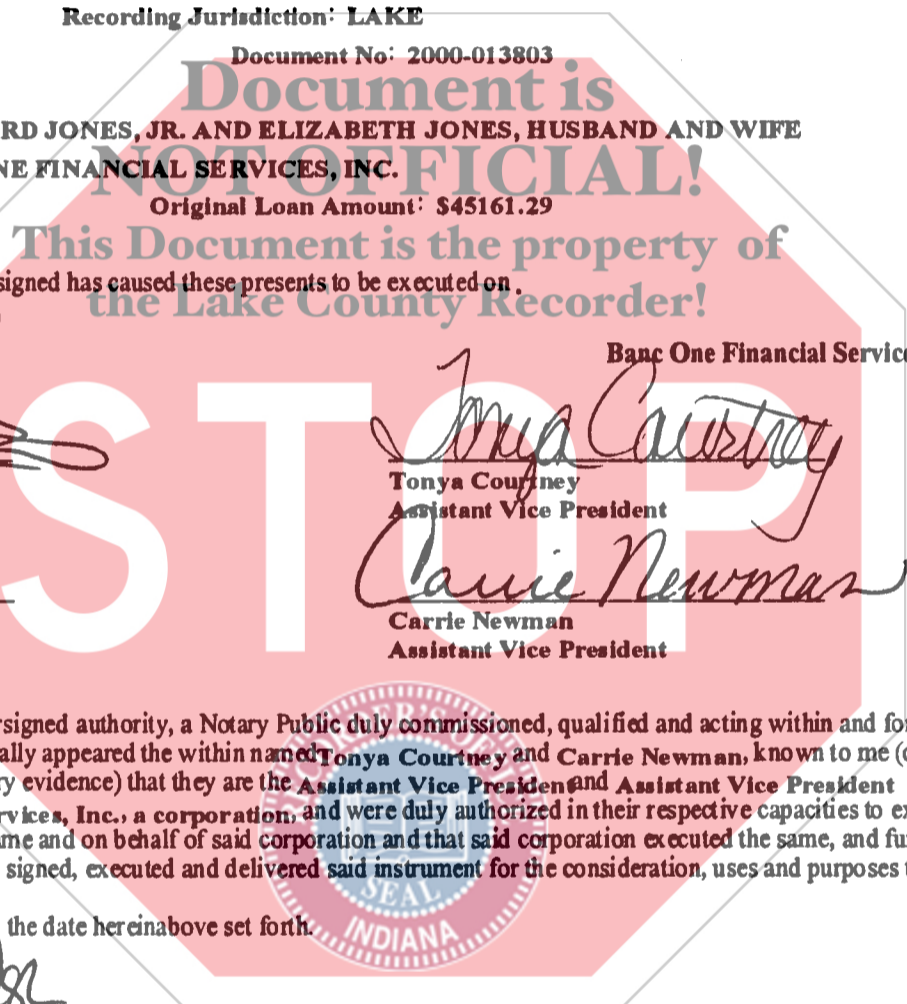 Recording Jurisdiction: LAKE
Document No: 2000-013803
Document is
RD JONES, JR. AND ELIZABETH JONES, HUSBAND AND WIFE
NOT OFFICIAL!
NE FINANCIAL SERVICES, INC.
Original Loan Amount: $45161.29
This Document is the property of
signed has caused these presents to be executed on .
the Lake County Recorder!
Banc One Financial Service
STOP
Tonya Courtney
Tonya Courtney
Assistant Vice President
Carrie Newman
Carrie Newman
Assistant Vice President
rsigned authority, a Notary Public duly commissioned, qualified and acting within and for
ally appeared the within named Tonya Courtney and Carrie Newman, known to me (o
ry evidence) that they are the Assistant Vice President and Assistant Vice President
rvices, Inc., a corporation, and were duly authorized in their respective capacities to ex
me and on behalf of said corporation and that said corporation executed the same, and fu
signed, executed and delivered said instrument for the consideration, uses and purposes t
the date hereinabove set forth.
RECORDER'S
SEAL
INDIANA